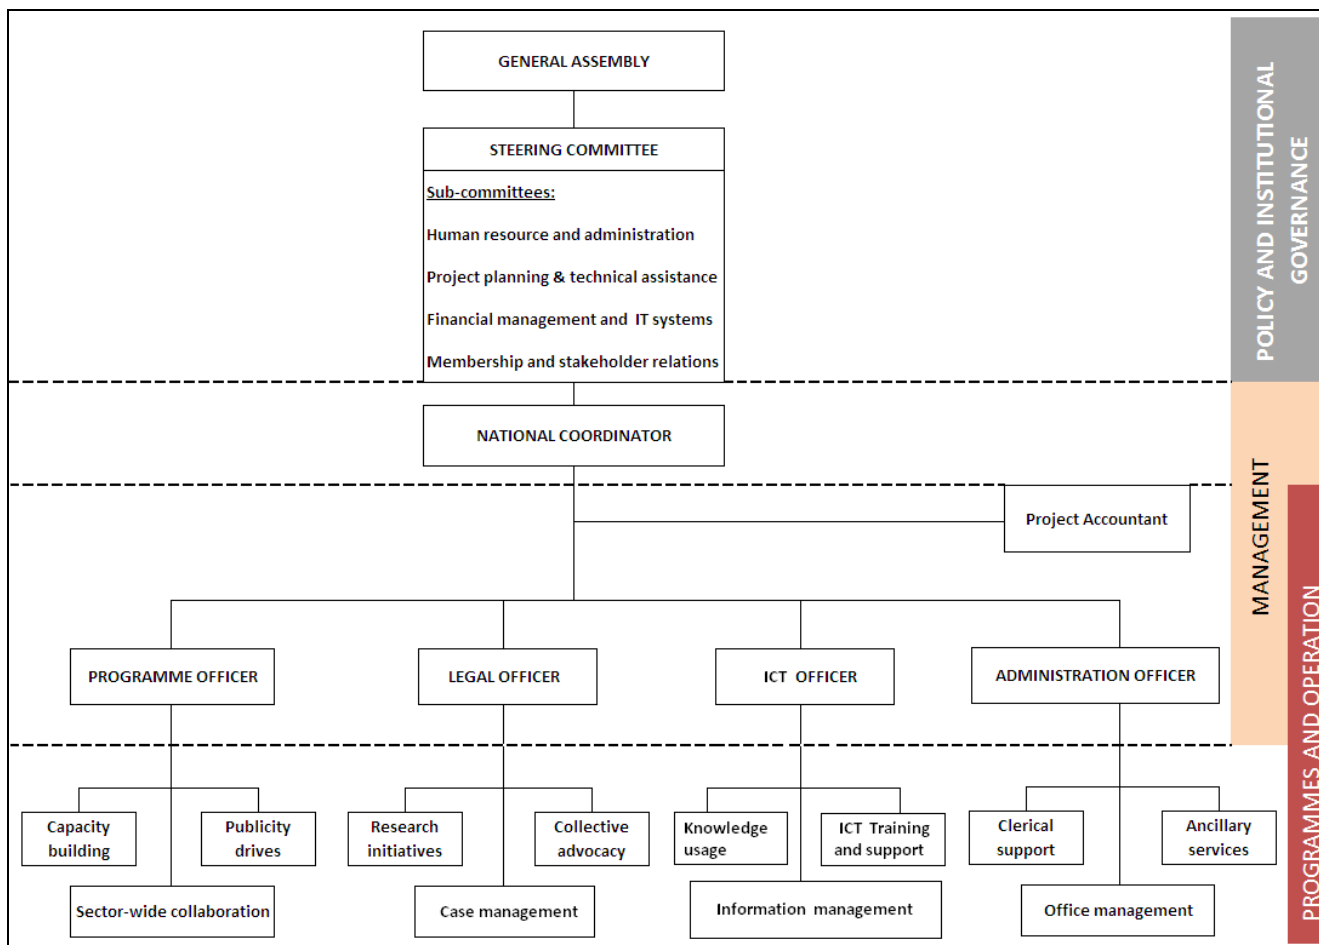 GENERAL ASSEMBLY
STEERING COMMITTEE
Sub-committees:
Human resource and administration
Project planning & technical assistance
Financial management and IT systems
Membership and stakeholder relations
POLICY AND INSTITUTIONAL
GOVERNANCE
NATIONAL COORDINATOR
MANAGEMENT
Project Accountant
PROGRAMME OFFICER
LEGAL OFFICER
ICT OFFICER
ADMINISTRATION OFFICER
PROGRAMMES AND OPERATION
Capacity
building
Publicity
drives
Sector-wide collaboration
Research
initiatives
Collective
advocacy
Case management
Knowledge
usage
ICT Training
and support
Information management
Clerical
support
Ancillary
services
Office management